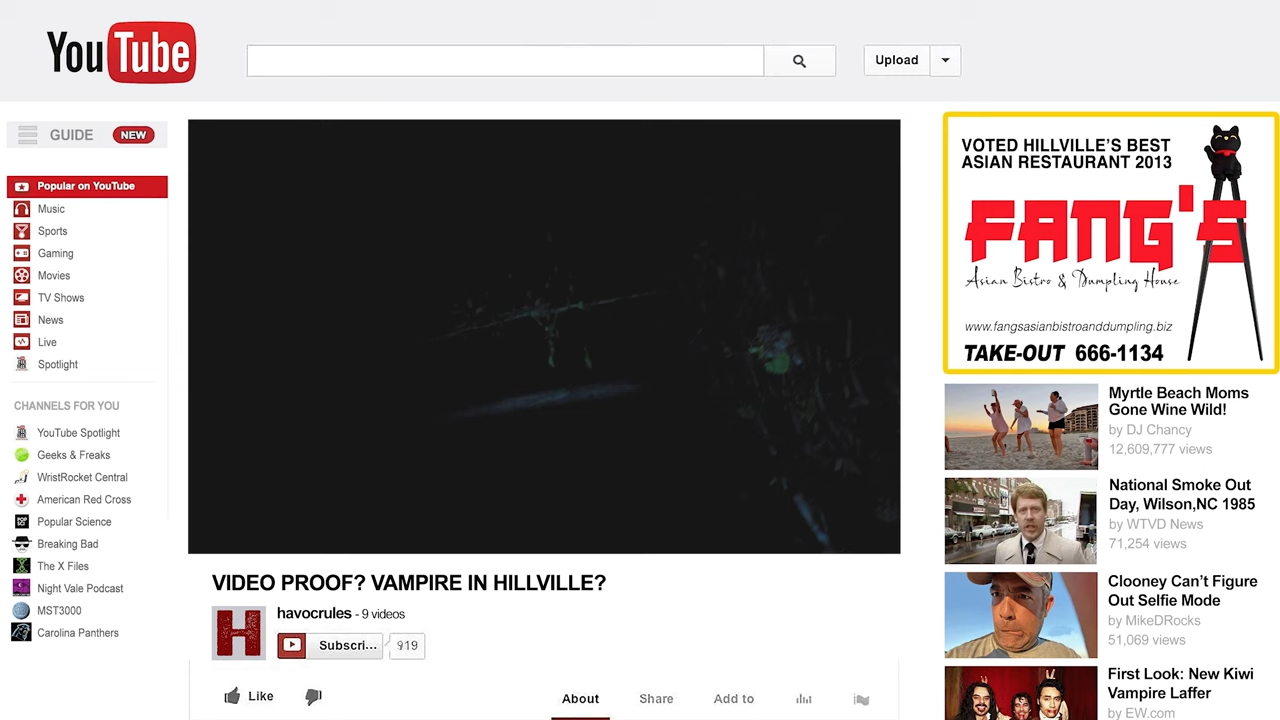 YouTube
Upload
GUIDE NEW
Popular on YouTube
Music
Sports
Gaming
Movies
TV Shows
News
Live
Spotlight
CHANNELS FOR YOU
YouTube Spotlight
Geeks & Freaks
WristRocket Central
American Red Cross
POP SCI Popular Science
Breaking Bad
The X Files
Night Vale Podcast
MST3000
Carolina Panthers
VIDEO PROOF? VAMPIRE IN HILLVILLE?
H
havocrules - 9 videos
Subscri... 919
Like
About Share Add to
VOTED HILLVILLE'S BEST
ASIAN RESTAURANT 2013
FANG'S
Asian Bistro & Dumpling House
www.fangsasianbistroanddumpling.biz
TAKE-OUT 666-1134
Myrtle Beach Moms
Gone Wine Wild!
by DJ Chancy
12,609,777 views
National Smoke Out
Day, Wilson,NC 1985
by WTVD News
71,254 views
Clooney Can't Figure
Out Selfie Mode
by MikeDRocks
51,069 views
First Look: New Kiwi
Vampire Laffer
by EW.com